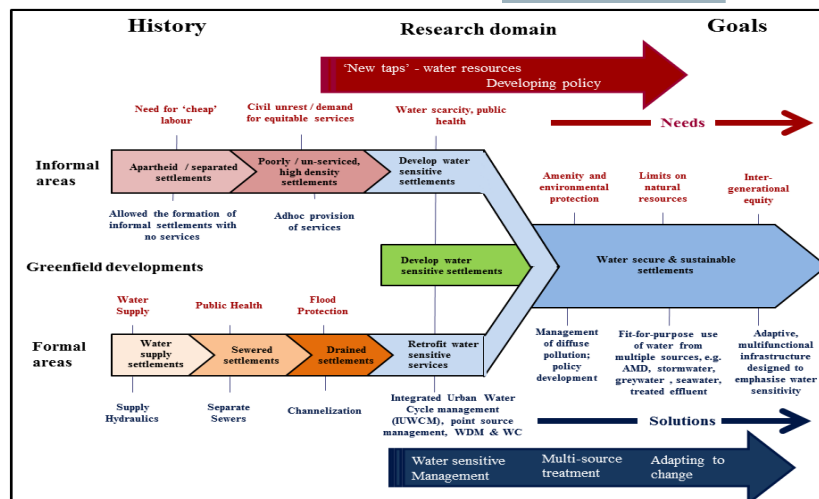 History
Research domain
Goals
'New taps' - water resources
Developing policy
Need for 'cheap'
labour
Civil unrest / demand
for equitable services
Water scarcity, public
health
Needs
Informal
areas
Apartheid / separated
settlements
Poorly / un-serviced,
high density
settlements
Develop water
sensitive
settlements
Amenity and
environmental
protection
Limits on
natural
resources
Inter-
generational
equity
Allowed the formation of
informal settlements with
no services
Adhoc provision
of services
Greenfield developments
Develop water
sensitive settlements
Water secure & sustainable
settlements
Water
Supply
Public Health
Flood
Protection
Formal
areas
Water
supply
settlements
Sewered
settlements
Drained
settlements
Retrofit water
sensitive
services
Management
of diffuse
pollution;
policy
development
Fit-for-purpose use
of water from
multiple sources, e.g.
AMD, stormwater,
greywater , seawater,
treated effluent
Adaptive,
multifunctional
infrastructure
designed to
emphasise water
sensitivity
Supply
Hydraulics
Separate
Sewers
Channelization
Integrated Urban Water
Cycle management
(IUWCM), point source
management, WDM & WC
Solutions
Water sensitive
Management
Multi-source
treatment
Adapting to
change